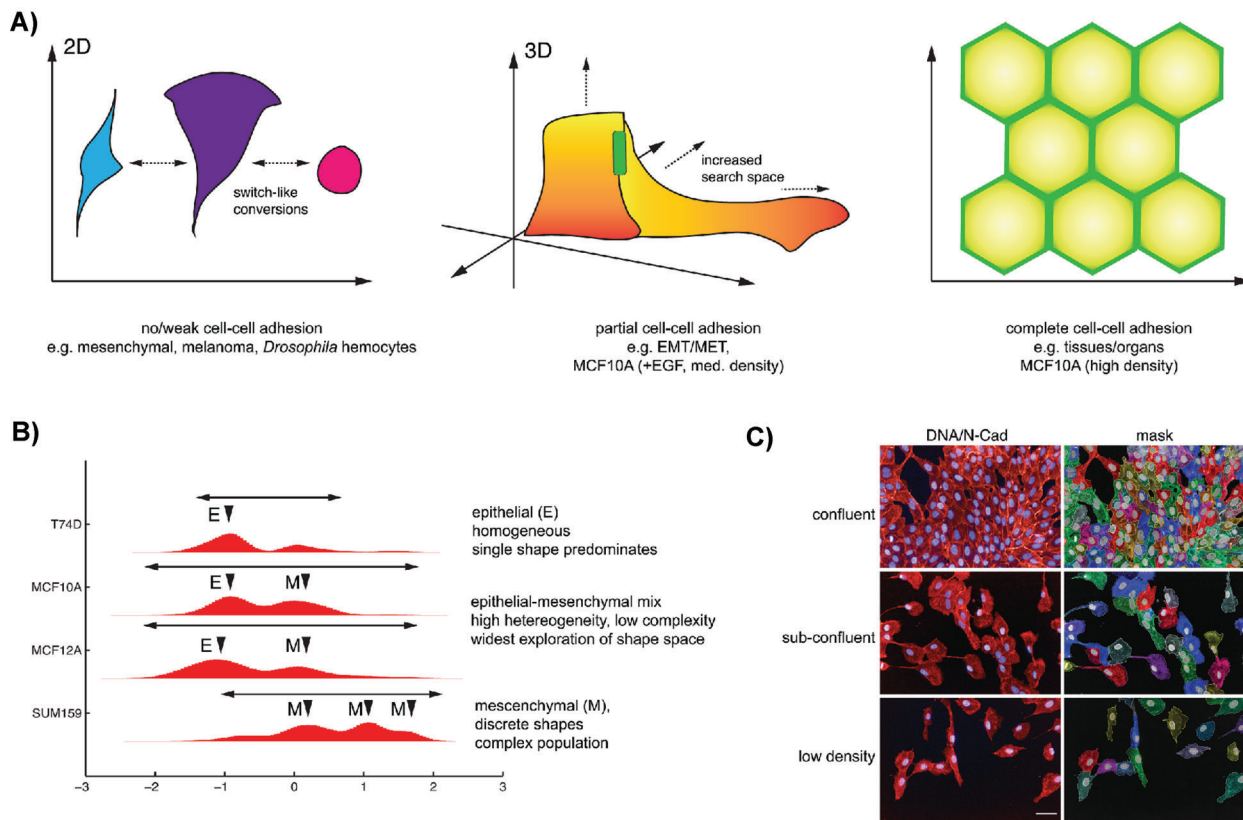 A)
2D
switch-like
conversions
no/weak cell-cell adhesion
e.g. mesenchymal, melanoma, Drosophila hemocytes
3D
increased
search space
partial cell-cell adhesion
e.g. EMT/MET,
MCF10A (+EGF, med. density)
complete cell-cell adhesion
e.g. tissues/organs
MCF10A (high density)
B)
T74D
E
epithelial (E)
homogeneous
single shape predominates
MCF10A
E M
epithelial-mesenchymal mix
high hetereogeneity, low complexity
widest exploration of shape space
MCF12A
E M
SUM159
M M M
mescenchymal (M),
discrete shapes
complex population
−3 −2 −1 0 1 2 3
C)
DNA/N-Cad mask
confluent
sub-confluent
low density